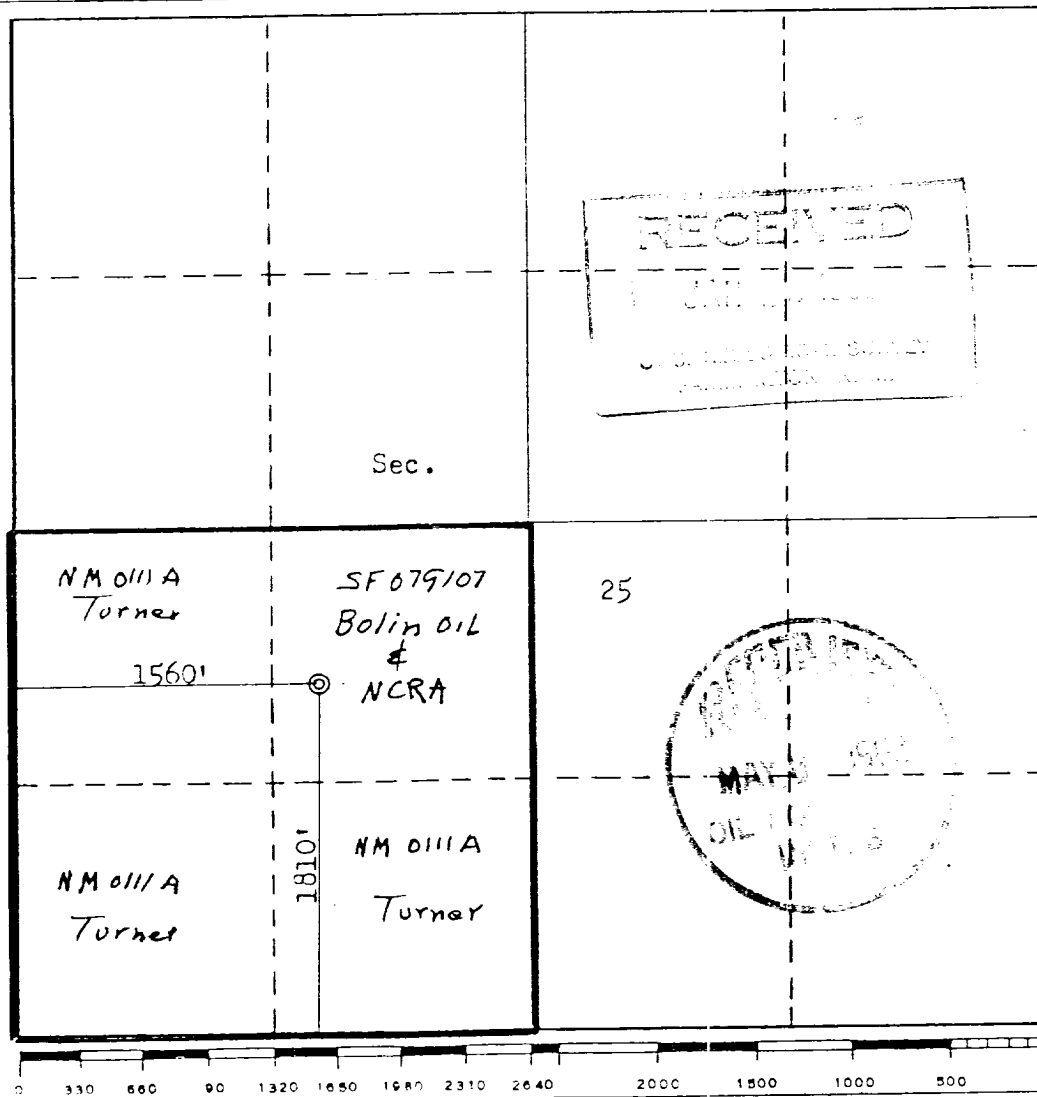 RECEIVED
Sec.
25
NM 0111 A
Turner
SF 079107
Bolin OIL
&
NCRA
1560'
1810'
NM 0111 A
Turner
NM 0111 A
Turner
MAY
OIL
0 330 660 90 1320 1650 1980 2310 2640 2000 1500 1000 500